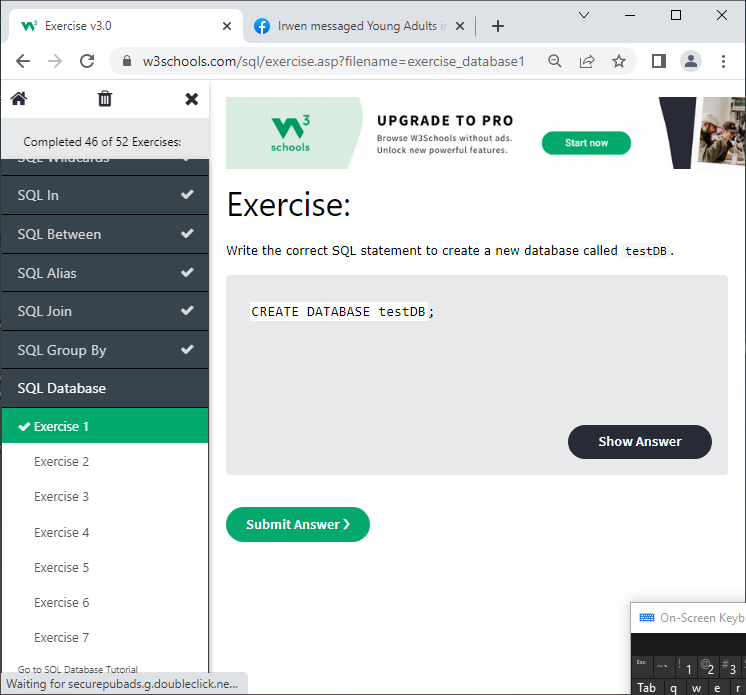 Exercise v3.0
Irwen messaged Young Adults i
w3schools.com/sql/exercise.asp?filename=exercise_database1
Completed 46 of 52 Exercises:
SQL Wildcards
SQL In
SQL Between
SQL Alias
SQL Join
SQL Group By
SQL Database
Exercise 1
Exercise 2
Exercise 3
Exercise 4
Exercise 5
Exercise 6
Exercise 7
Go to SQL Database Tutorial
Waiting for securepubads.g.doubleclick.ne...
W3
schools
UPGRADE TO PRO
Browse W3Schools without ads.
Unlock new powerful features.
Start now
Exercise:
Write the correct SQL statement to create a new database called testDB.
CREATE DATABASE testDB;
Show Answer
Submit Answer ❯
On-Screen Keyb
Esc ~ ` ! 1 @ 2 # 3
Tab q w e r